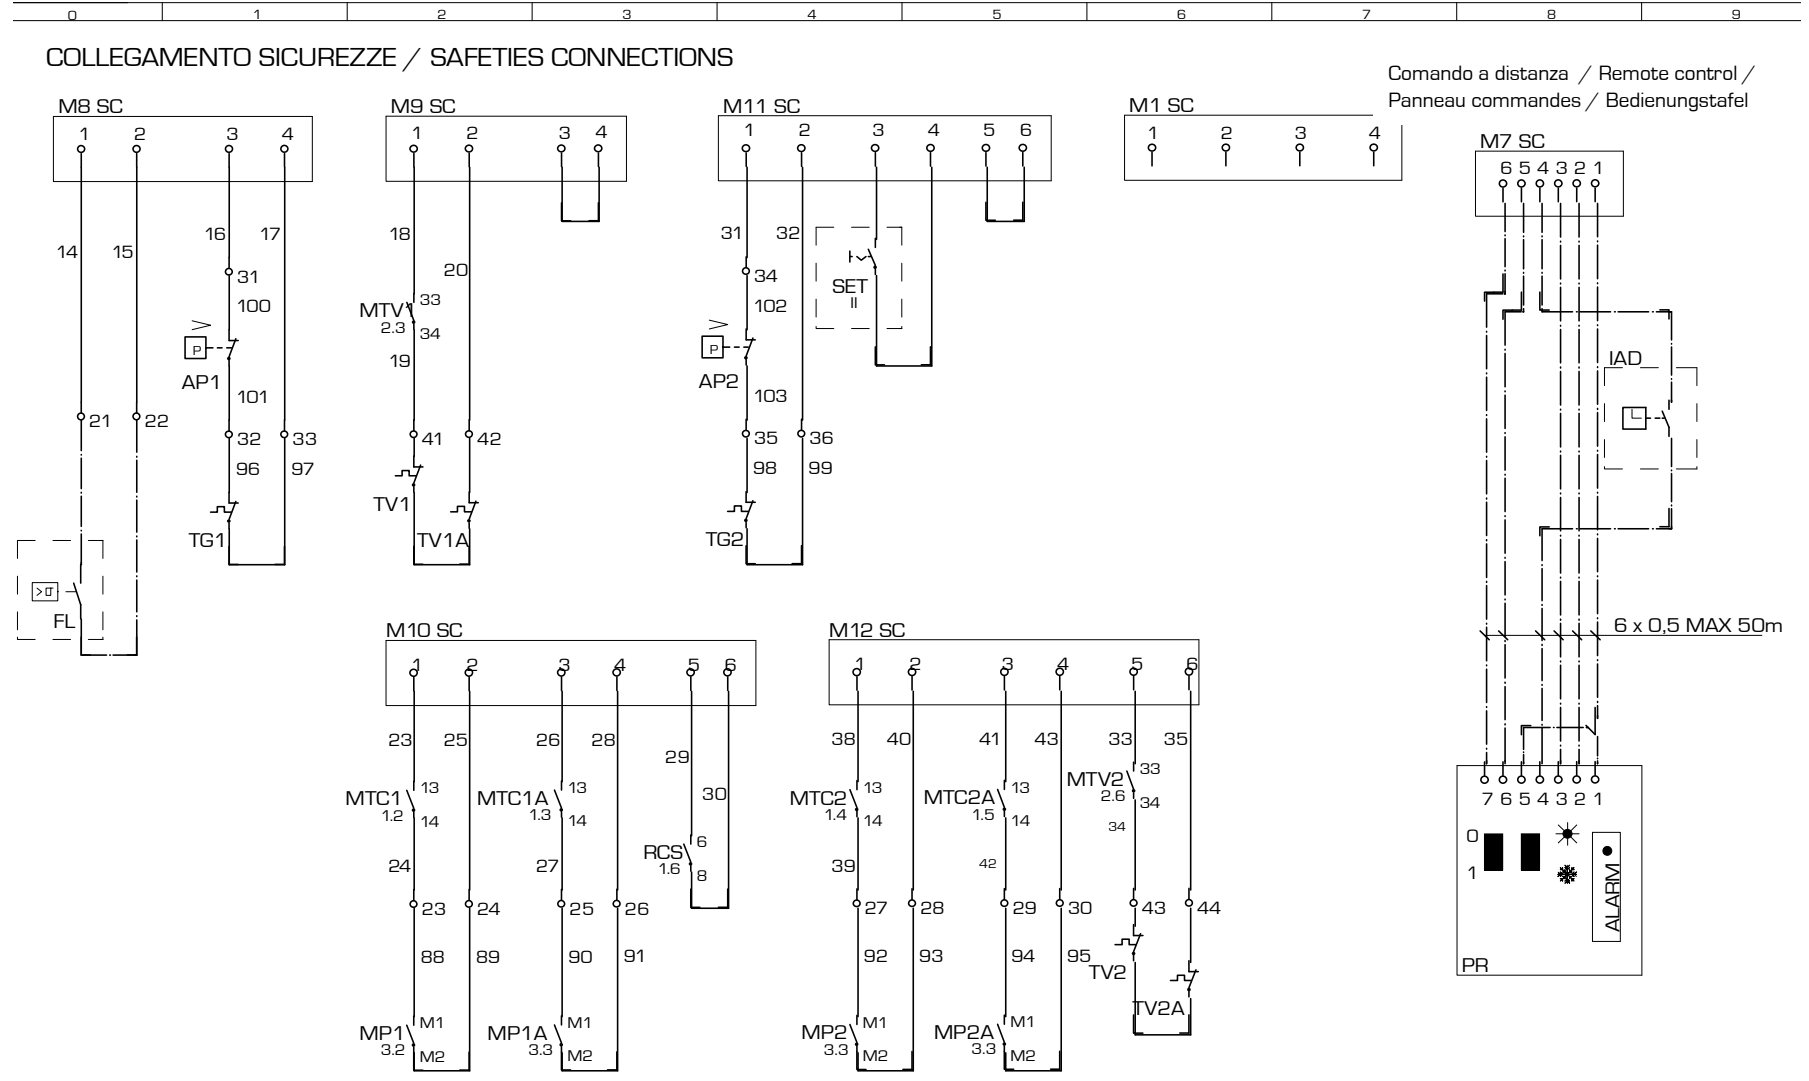 0 1 2 3 4 5 6 7 8 9
COLLEGAMENTO SICUREZZE / SAFETIES CONNECTIONS
Comando a distanza / Remote control /
Panneau commandes / Bedienungstafel
M8 SC
1 2 3 4
14 15 16 17
31
100
P
AP1
101
21 22 32 33
96 97
TG1
>σ
FL
M9 SC
1 2 3 4
18 20
MTV1
2.3
33
34
19
41 42
TV1
TV1A
M11 SC
1 2 3 4 5 6
31 32
34
SET
II
102
P
AP2
103
35 36
98 99
TG2
M1 SC
1 2 3 4
M7 SC
6 5 4 3 2 1
IAD
6 x 0,5 MAX 50m
7 6 5 4 3 2 1
0
1
ALARM
PR
M10 SC
1 2 3 4 5 6
23 25 26 28 29 30
MTC1
1.2
13
14
MTC1A
1.3
13
14
RCS
1.6
6
8
24 27
23 24 25 26
88 89 90 91
MP1
3.2
M1
M2
MP1A
3.3
M1
M2
M12 SC
1 2 3 4 5 6
38 40 41 43 33 35
MTC2
1.4
13
14
MTC2A
1.5
13
14
MTV2
2.6
33
34
34
39 42
27 28 29 30 43 44
92 93 94 95
TV2
TV2A
MP2
3.3
M1
M2
MP2A
3.3
M1
M2